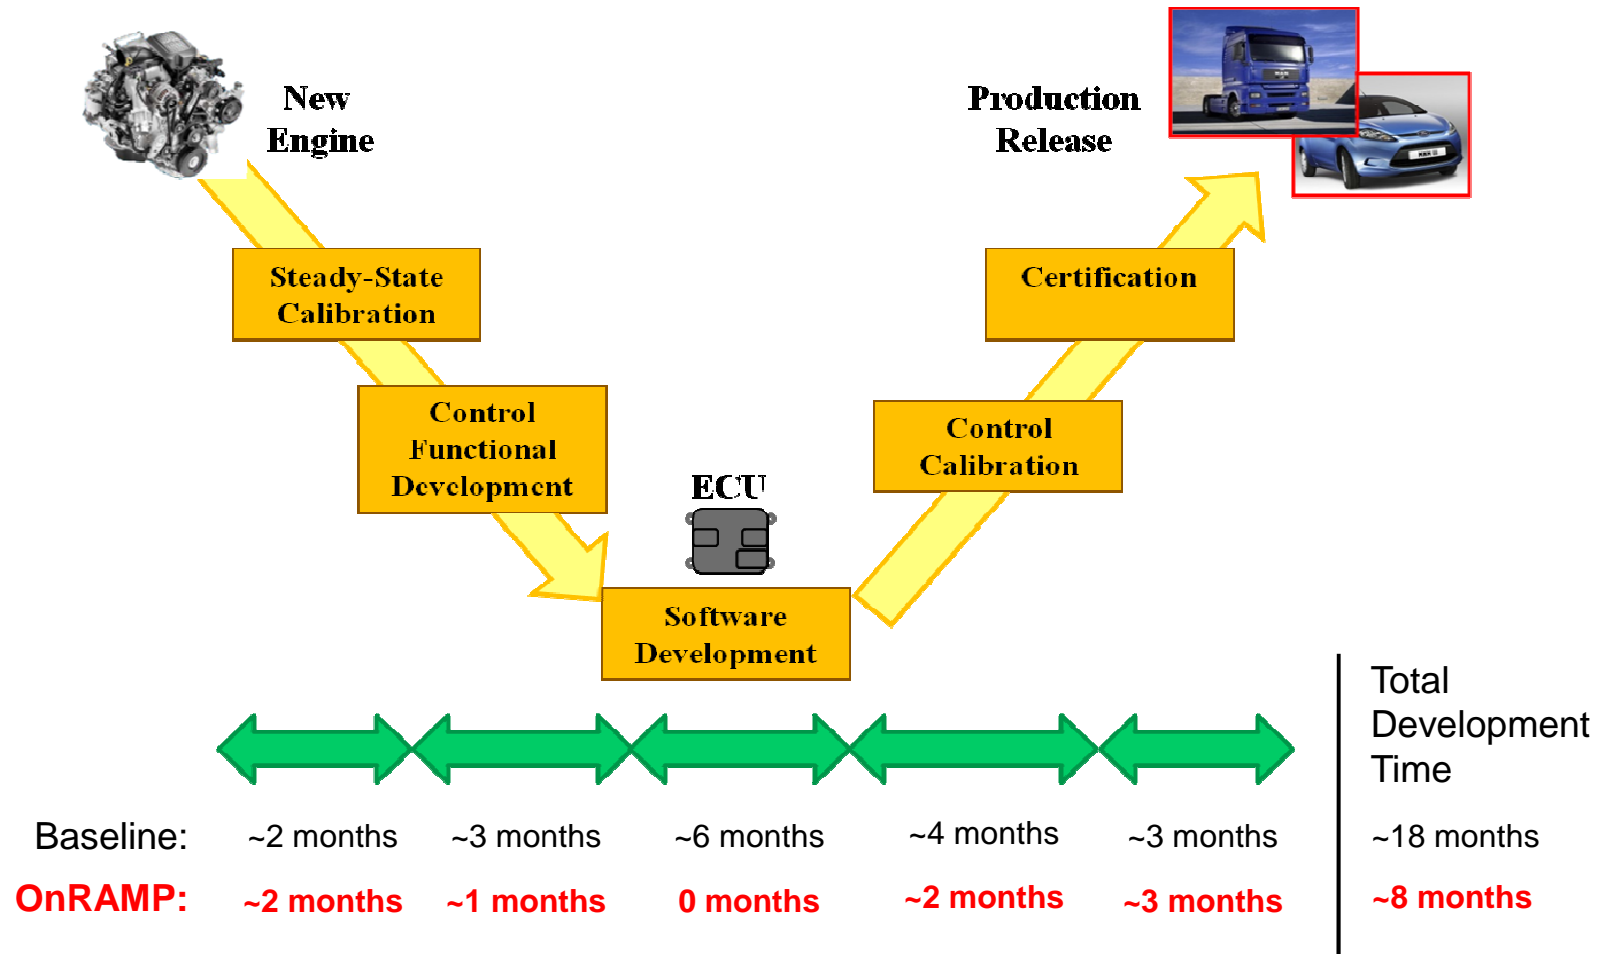 New
Engine
Production
Release
Steady-State
Calibration
Certification
Control
Functional
Development
Control
Calibration
ECU
Software
Development
Total
Development
Time
Baseline: ~2 months ~3 months ~6 months ~4 months ~3 months ~18 months
OnRAMP: ~2 months ~1 months 0 months ~2 months ~3 months ~8 months